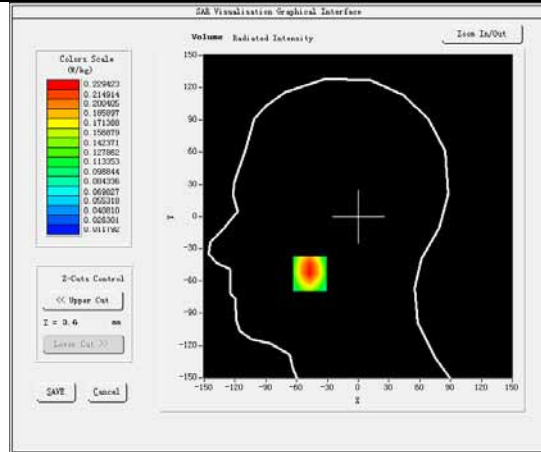 SAR Visualisation Graphical Interface
Volume Radiated Intensity
Zoom In/Out
Colors Scale
(W/kg)
0.229423
0.214914
0.200405
0.185897
0.171388
0.156879
0.142371
0.127862
0.113353
0.098844
0.084336
0.069827
0.055318
0.040810
0.026301
0.011792
Z-Cuts Control
<< Upper Cut
Z = 3.6 mm
Lower Cut >>
SAVE
Cancel
150
120
90
60
30
0
-30
-60
-90
-120
-150
Y
-150 -120 -90 -60 -30 0 30 60 90 120 150
X